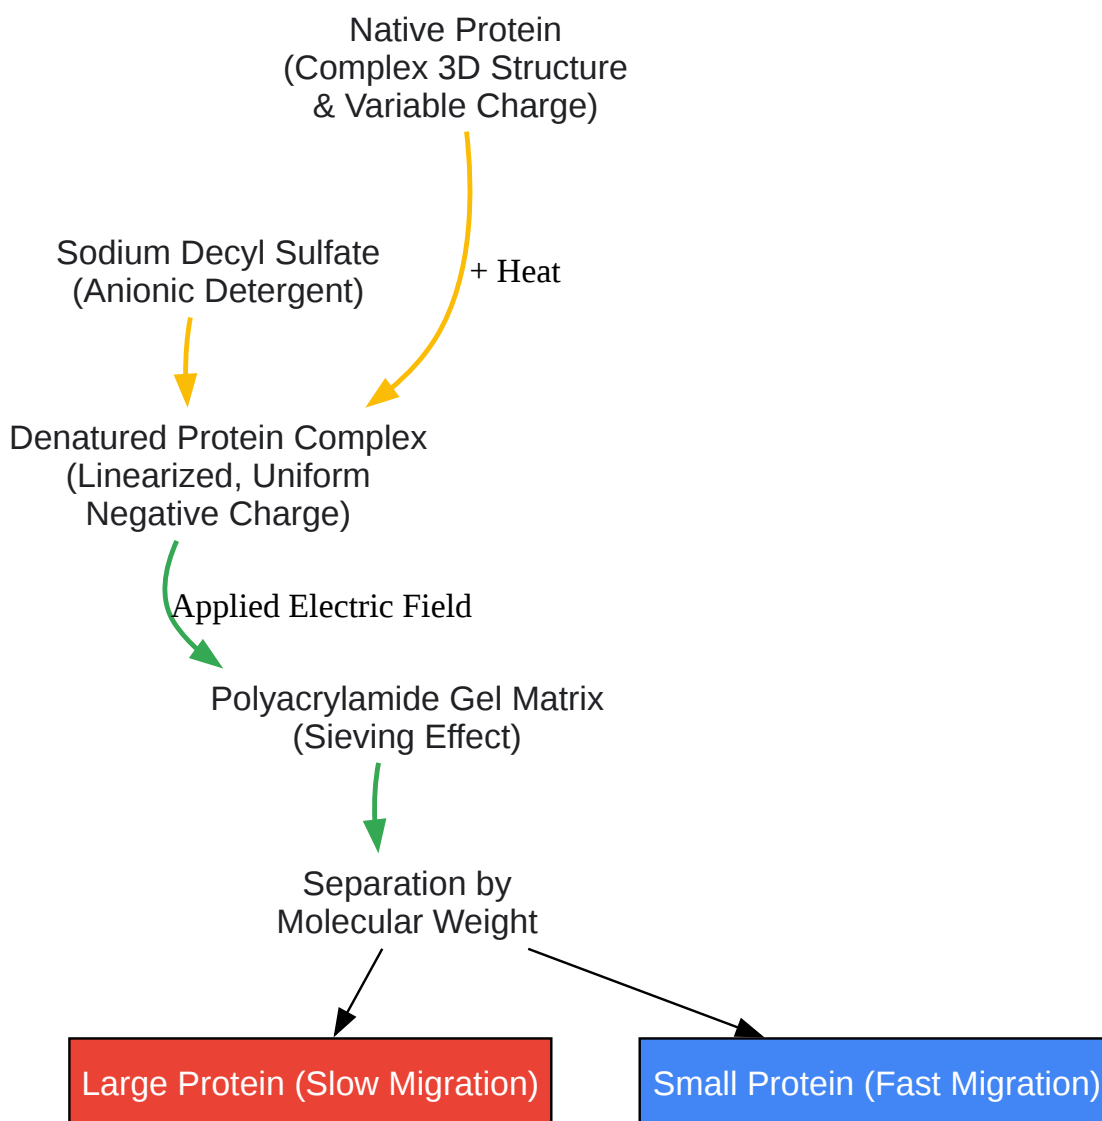 Native Protein
(Complex 3D Structure
& Variable Charge)
Sodium Decyl Sulfate
(Anionic Detergent)
+ Heat
Denatured Protein Complex
(Linearized, Uniform
Negative Charge)
Applied Electric Field
Polyacrylamide Gel Matrix
(Sieving Effect)
Separation by
Molecular Weight
Large Protein (Slow Migration)
Small Protein (Fast Migration)